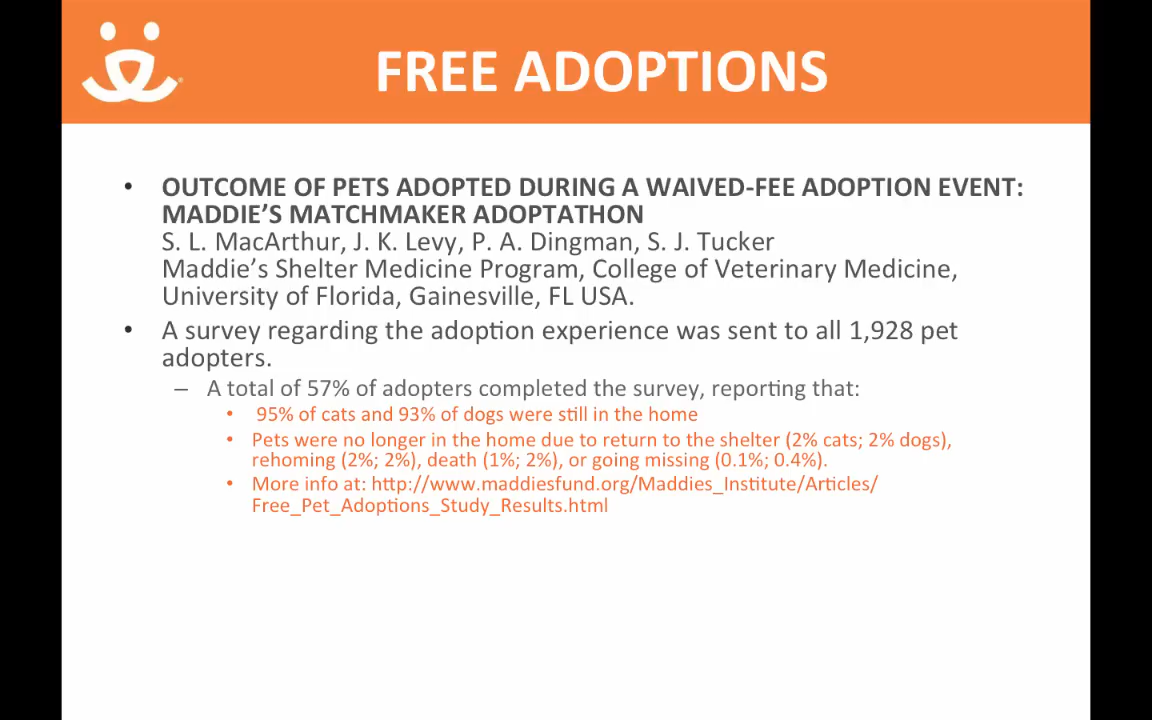 FREE ADOPTIONS
• OUTCOME OF PETS ADOPTED DURING A WAIVED-FEE ADOPTION EVENT:
MADDIE’S MATCHMAKER ADOPTATHON
S. L. MacArthur, J. K. Levy, P. A. Dingman, S. J. Tucker
Maddie’s Shelter Medicine Program, College of Veterinary Medicine,
University of Florida, Gainesville, FL USA.
• A survey regarding the adoption experience was sent to all 1,928 pet
adopters.
– A total of 57% of adopters completed the survey, reporting that:
• 95% of cats and 93% of dogs were still in the home
• Pets were no longer in the home due to return to the shelter (2% cats; 2% dogs),
rehoming (2%; 2%), death (1%; 2%), or going missing (0.1%; 0.4%).
• More info at: http://www.maddiesfund.org/Maddies_Institute/Articles/
Free_Pet_Adoptions_Study_Results.html